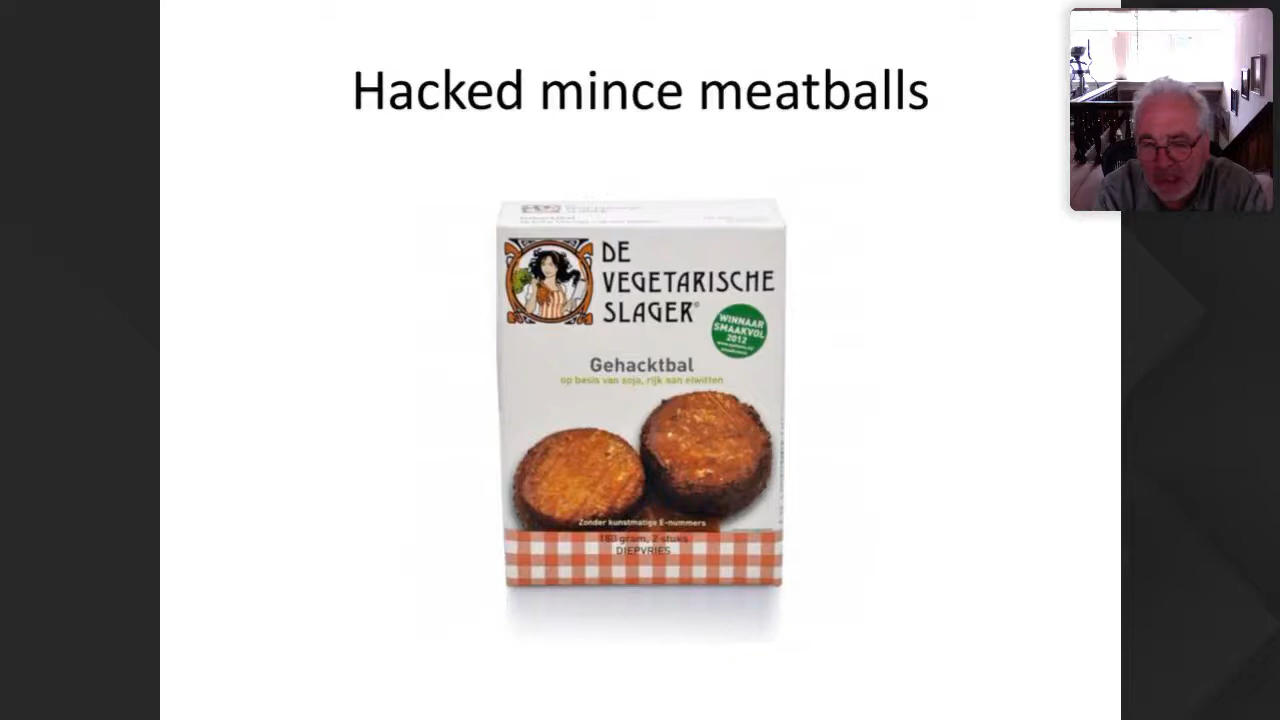 Hacked mince meatballs
DE
VEGETARISCHE
SLAGER®
WINNAAR
SMAAKVOL
2012
Gehacktbal
op basis van soja, rijk aan eiwitten
Zonder kunstmatige E-nummers
180 gram, 2 stuks
DIEPVRIES